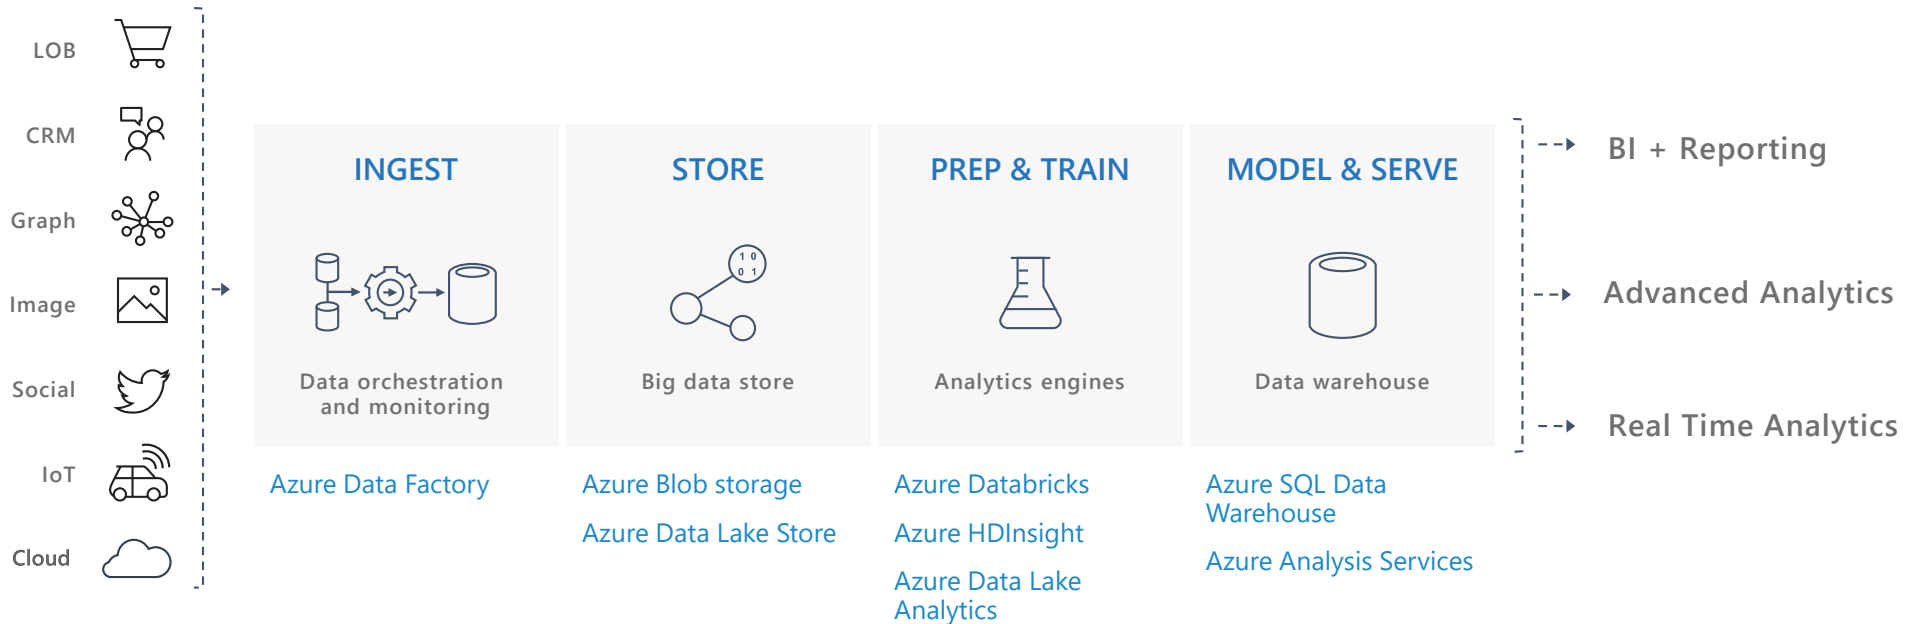 LOB
CRM
Graph
Image
Social
IoT
Cloud
INGEST
Data orchestration
and monitoring
Azure Data Factory
STORE
1 0
0 1
Big data store
Azure Blob storage
Azure Data Lake Store
PREP & TRAIN
Analytics engines
Azure Databricks
Azure HDInsight
Azure Data Lake
Analytics
MODEL & SERVE
Data warehouse
Azure SQL Data
Warehouse
Azure Analysis Services
BI + Reporting
Advanced Analytics
Real Time Analytics